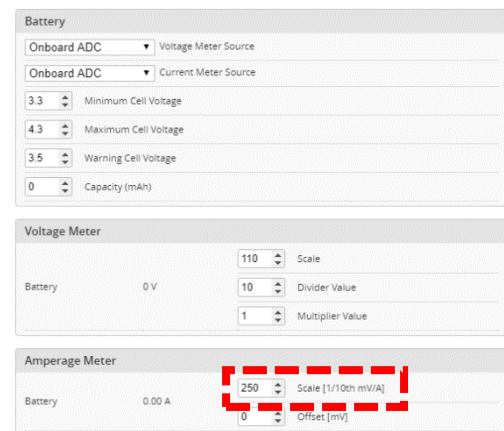 Battery
Onboard ADC Voltage Meter Source
Onboard ADC Current Meter Source
3.3 Minimum Cell Voltage
4.3 Maximum Cell Voltage
3.5 Warning Cell Voltage
0 Capacity (mAh)
Voltage Meter
110 Scale
Battery 0 V 10 Divider Value
1 Multiplier Value
Amperage Meter
250 Scale [1/10th mV/A]
Battery 0.00 A
0 Offset [mV]